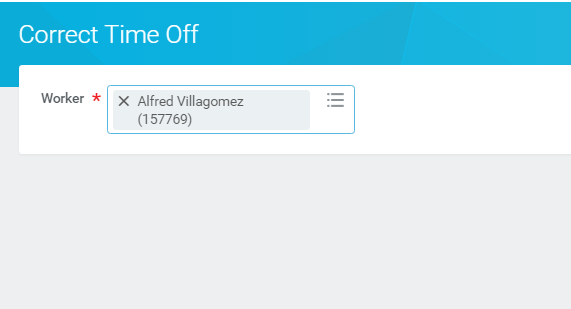 Correct Time Off
Worker * × Alfred Villagomez
(157769)